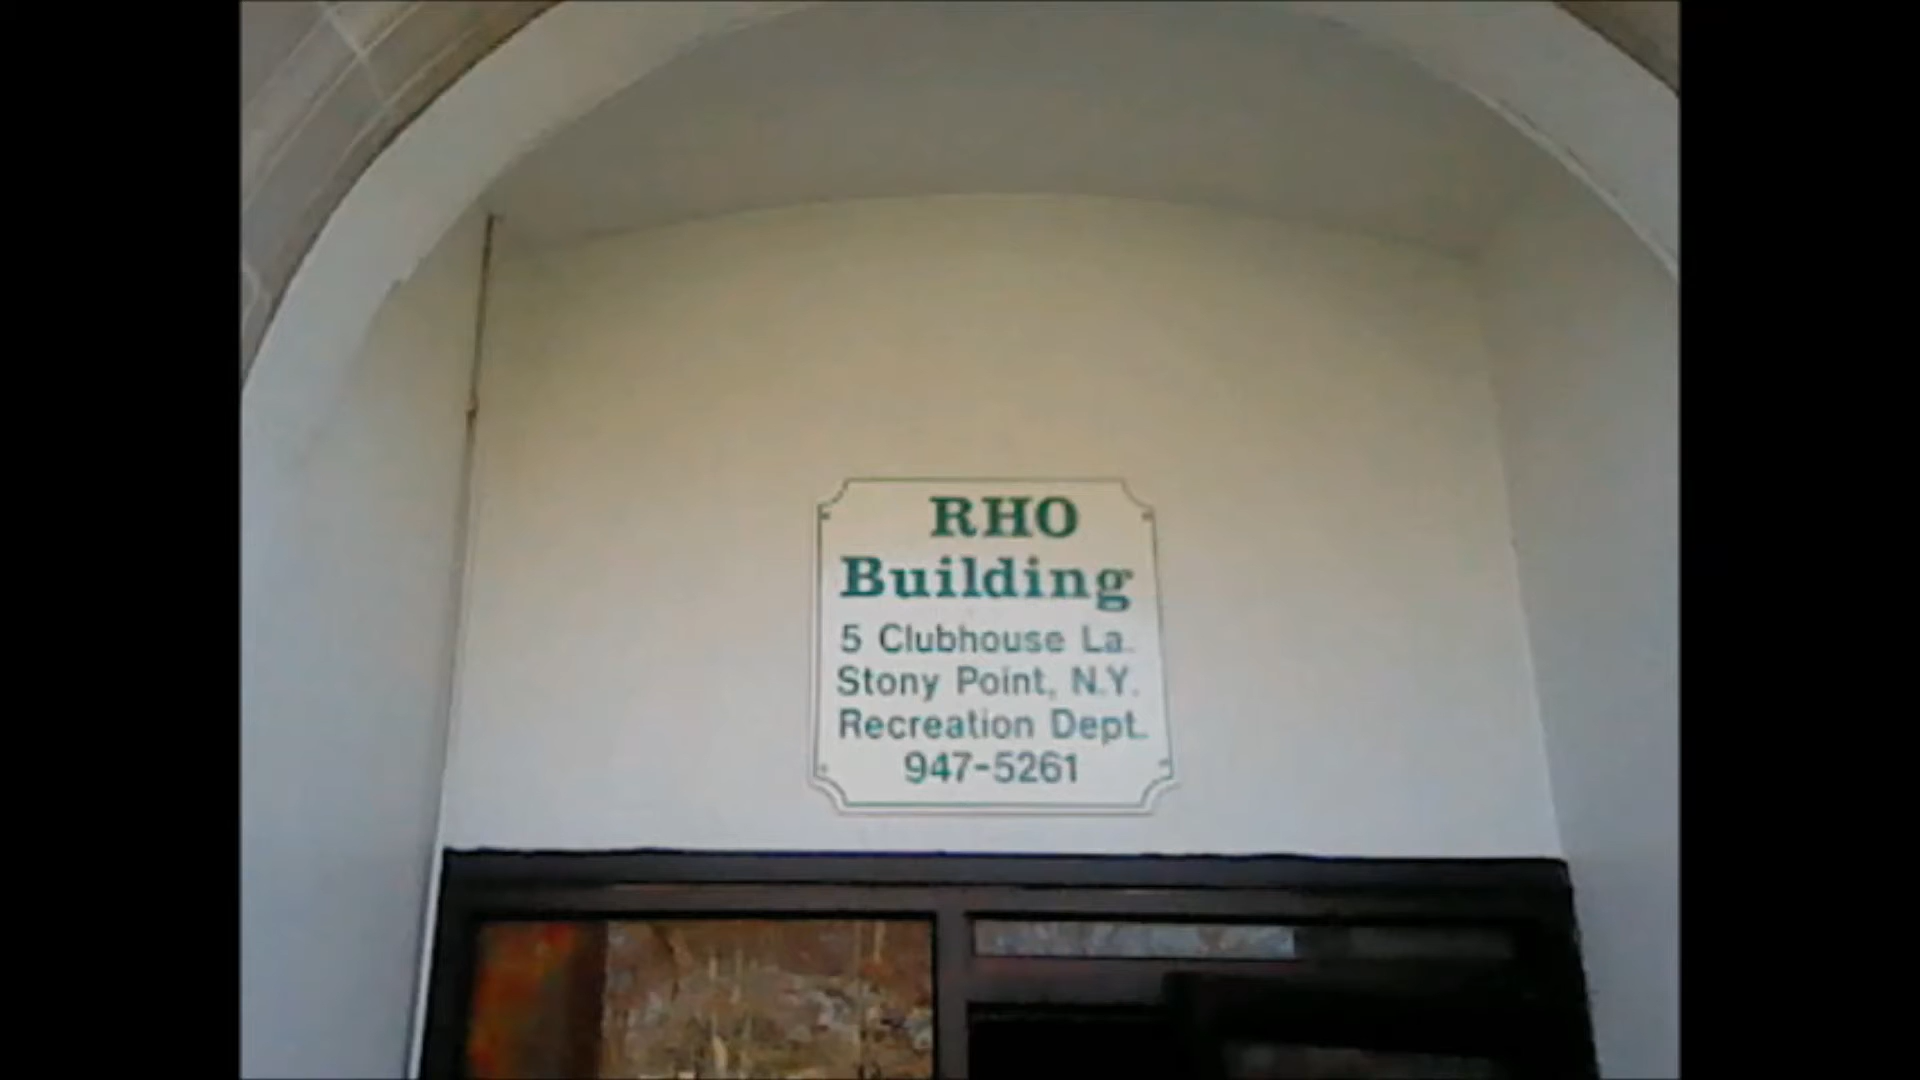 RHO
Building
5 Clubhouse La.
Stony Point, N.Y.
Recreation Dept.
947-5261